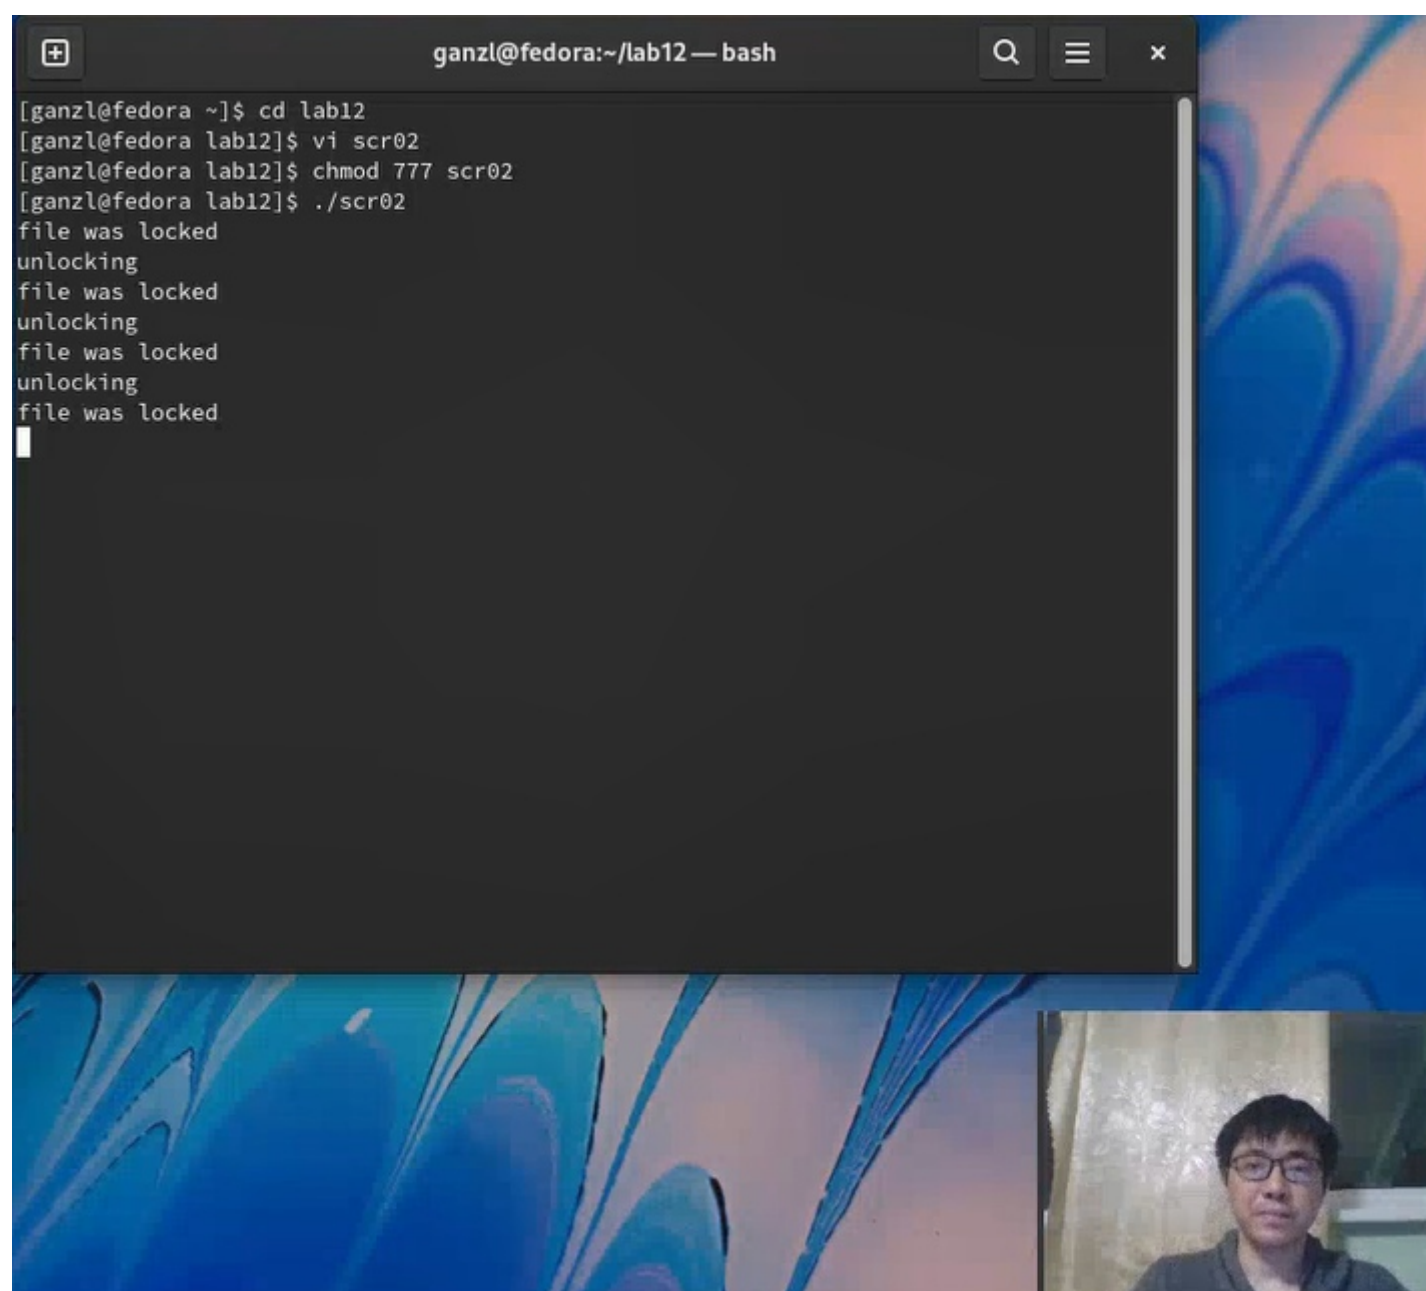 ganzl@fedora:~/lab12 — bash
[ganzl@fedora ~]$ cd lab12
[ganzl@fedora lab12]$ vi scr02
[ganzl@fedora lab12]$ chmod 777 scr02
[ganzl@fedora lab12]$ ./scr02
file was locked
unlocking
file was locked
unlocking
file was locked
unlocking
file was locked